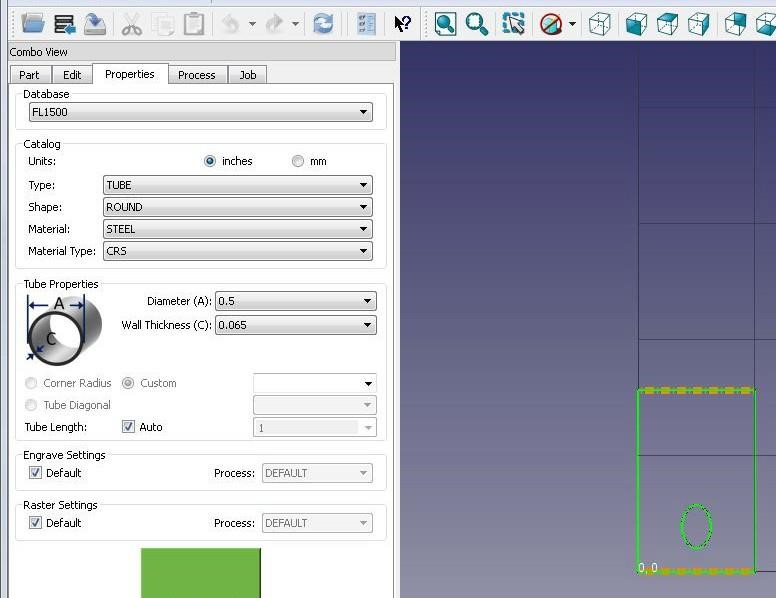 Combo View
Part Edit Properties Process Job
Database
FL1500
Catalog
Units: inches mm
Type: TUBE
Shape: ROUND
Material: STEEL
Material Type: CRS
Tube Properties
A
C
Diameter (A): 0.5
Wall Thickness (C): 0.065
Corner Radius Custom
Tube Diagonal
Tube Length: Auto 1
Engrave Settings
Default Process: DEFAULT
Raster Settings
Default Process: DEFAULT
0, 0